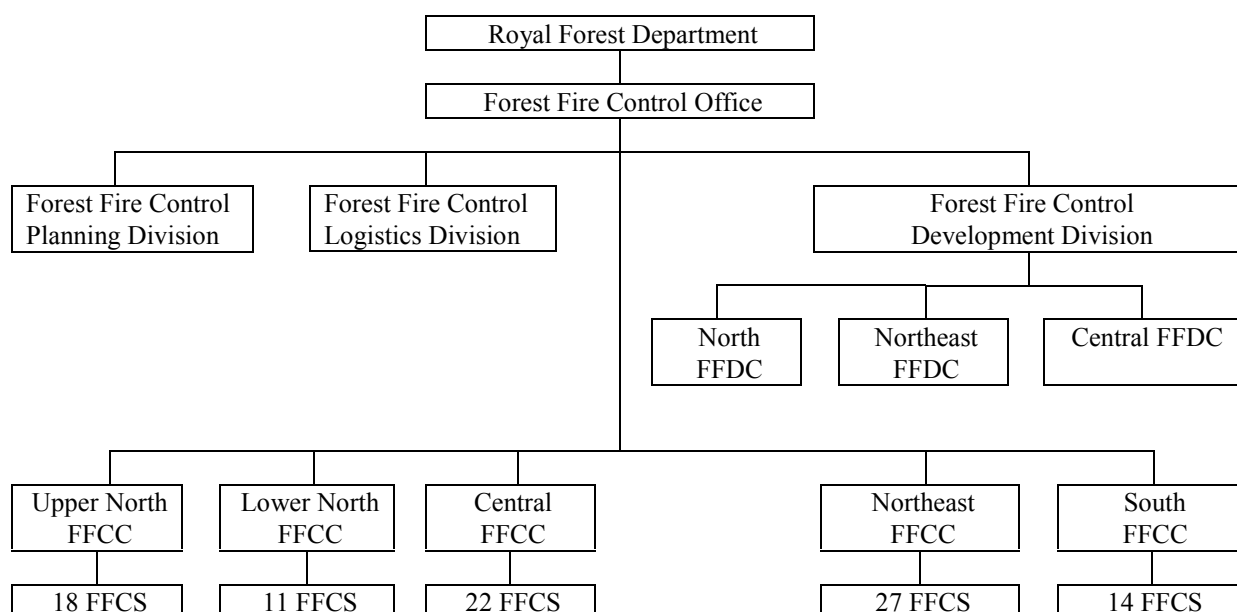 Royal Forest Department
Forest Fire Control Office
Forest Fire Control
Planning Division
Forest Fire Control
Logistics Division
Forest Fire Control
Development Division
North
FFDC
Northeast
FFDC
Central FFDC
Upper North
FFCC
Lower North
FFCC
Central
FFCC
Northeast
FFCC
South
FFCC
18 FFCS
11 FFCS
22 FFCS
27 FFCS
14 FFCS